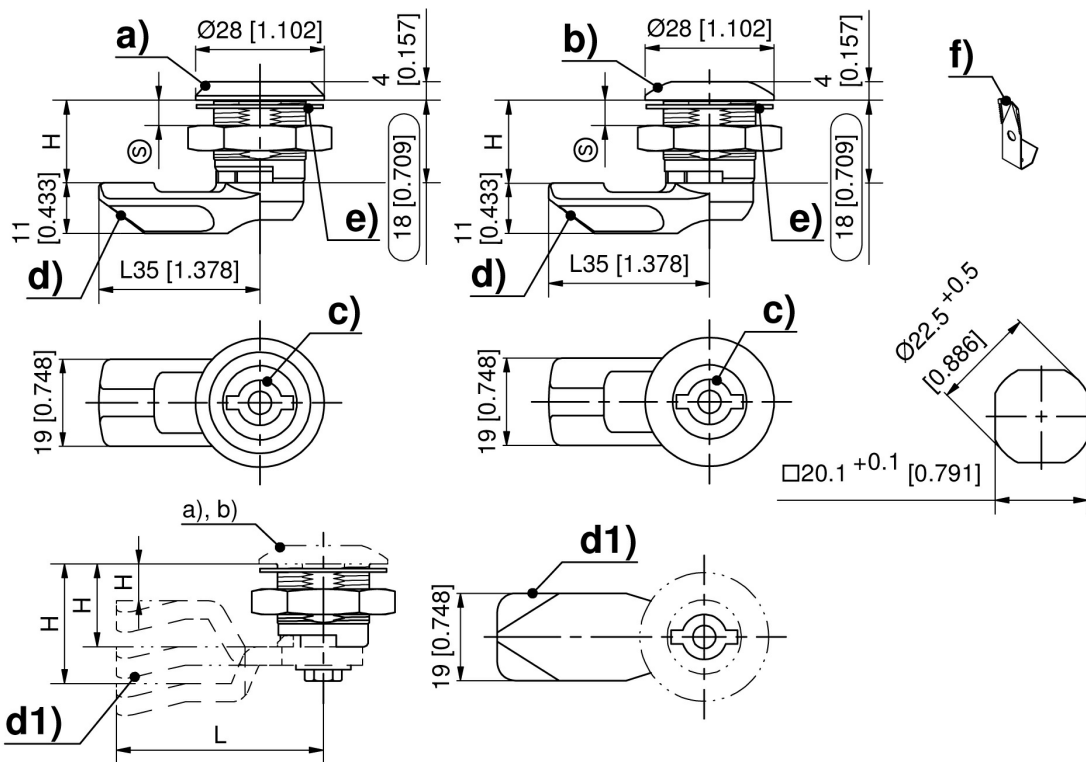 a)
Ø28 [1.102]
4
[0.157]
H
Ⓢ
18 [0.709]
11
[0.433]
e)
d)
L35 [1.378]
b)
Ø28 [1.102]
4
[0.157]
H
Ⓢ
18 [0.709]
11
[0.433]
e)
d)
L35 [1.378]
f)
c)
19 [0.748]
c)
19 [0.748]
Ø22.5 +0.5
[0.886]
□20.1 +0.1 [0.791]
a), b)
H
H
H
d1)
L
d1)
19 [0.748]